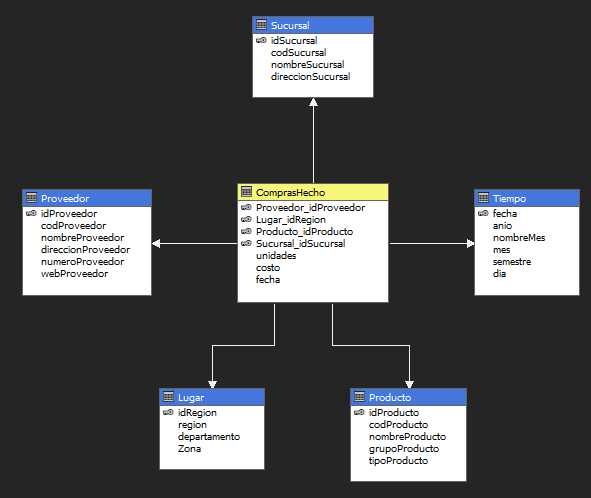 Sucursal
idSucursal
codSucursal
nombreSucursal
direccionSucursal
Proveedor
idProveedor
codProveedor
nombreProveedor
direccionProveedor
numeroProveedor
webProveedor
ComprasHecho
Proveedor_idProveedor
Lugar_idRegion
Producto_idProducto
Sucursal_idSucursal
unidades
costo
fecha
Tiempo
fecha
anio
nombreMes
mes
semestre
dia
Lugar
idRegion
region
departamento
Zona
Producto
idProducto
codProducto
nombreProducto
grupoProducto
tipoProducto